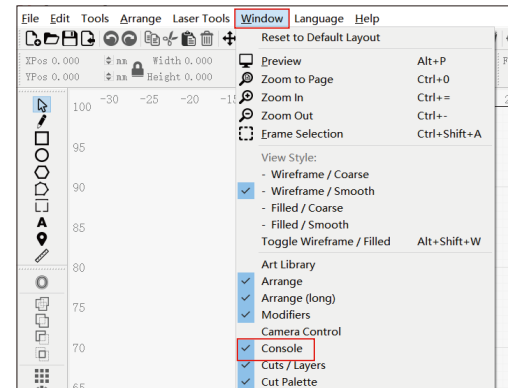 File Edit Tools Arrange Laser Tools Window Language Help
Reset to Default Layout
XPos 0.000 Width 0.000
YPos 0.000 Height 0.000
Preview Alt+P
Zoom to Page Ctrl+0
Zoom In Ctrl+=
Zoom Out Ctrl+-
Frame Selection Ctrl+Shift+A
View Style:
- Wireframe / Coarse
- Wireframe / Smooth
- Filled / Coarse
- Filled / Smooth
Toggle Wireframe / Filled Alt+Shift+W
Art Library
Arrange
Arrange (long)
Modifiers
Camera Control
Console
Cuts / Layers
Cut Palette
-30 -25 -20
100
95
90
85
80
75
70
65